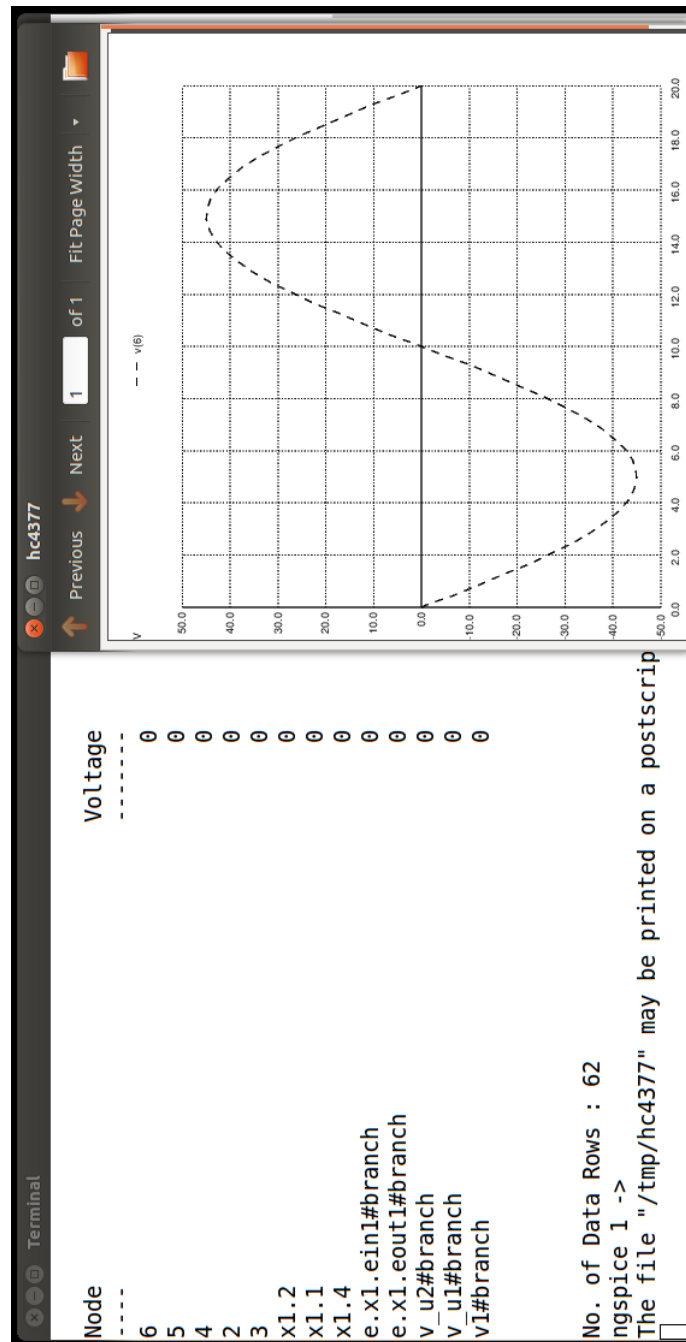 Terminal
Node Voltage
---- -------
6 0
5 0
4 0
2 0
3 0
x1.2 0
x1.1 0
x1.4 0
e.x1.ein1#branch 0
e.x1.eout1#branch 0
v_u2#branch 0
v_u1#branch 0
v1#branch 0
No. of Data Rows : 62
ngspice 1 ->
The file "/tmp/hc4377" may be printed on a postscrip
hc4377
Previous Next 1 of 1 Fit Page Width
V
-- v(6)
50.0
40.0
30.0
20.0
10.0
0.0
-10.0
-20.0
-30.0
-40.0
-50.0
0.0 2.0 4.0 6.0 8.0 10.0 12.0 14.0 16.0 18.0 20.0